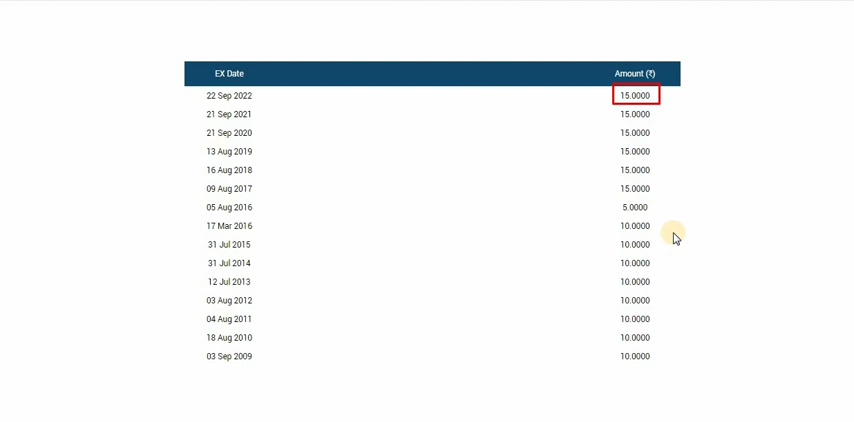 EX Date Amount (₹)
22 Sep 2022 15.0000
21 Sep 2021 15.0000
21 Sep 2020 15.0000
13 Aug 2019 15.0000
16 Aug 2018 15.0000
09 Aug 2017 15.0000
05 Aug 2016 5.0000
17 Mar 2016 10.0000
31 Jul 2015 10.0000
31 Jul 2014 10.0000
12 Jul 2013 10.0000
03 Aug 2012 10.0000
04 Aug 2011 10.0000
18 Aug 2010 10.0000
03 Sep 2009 10.0000